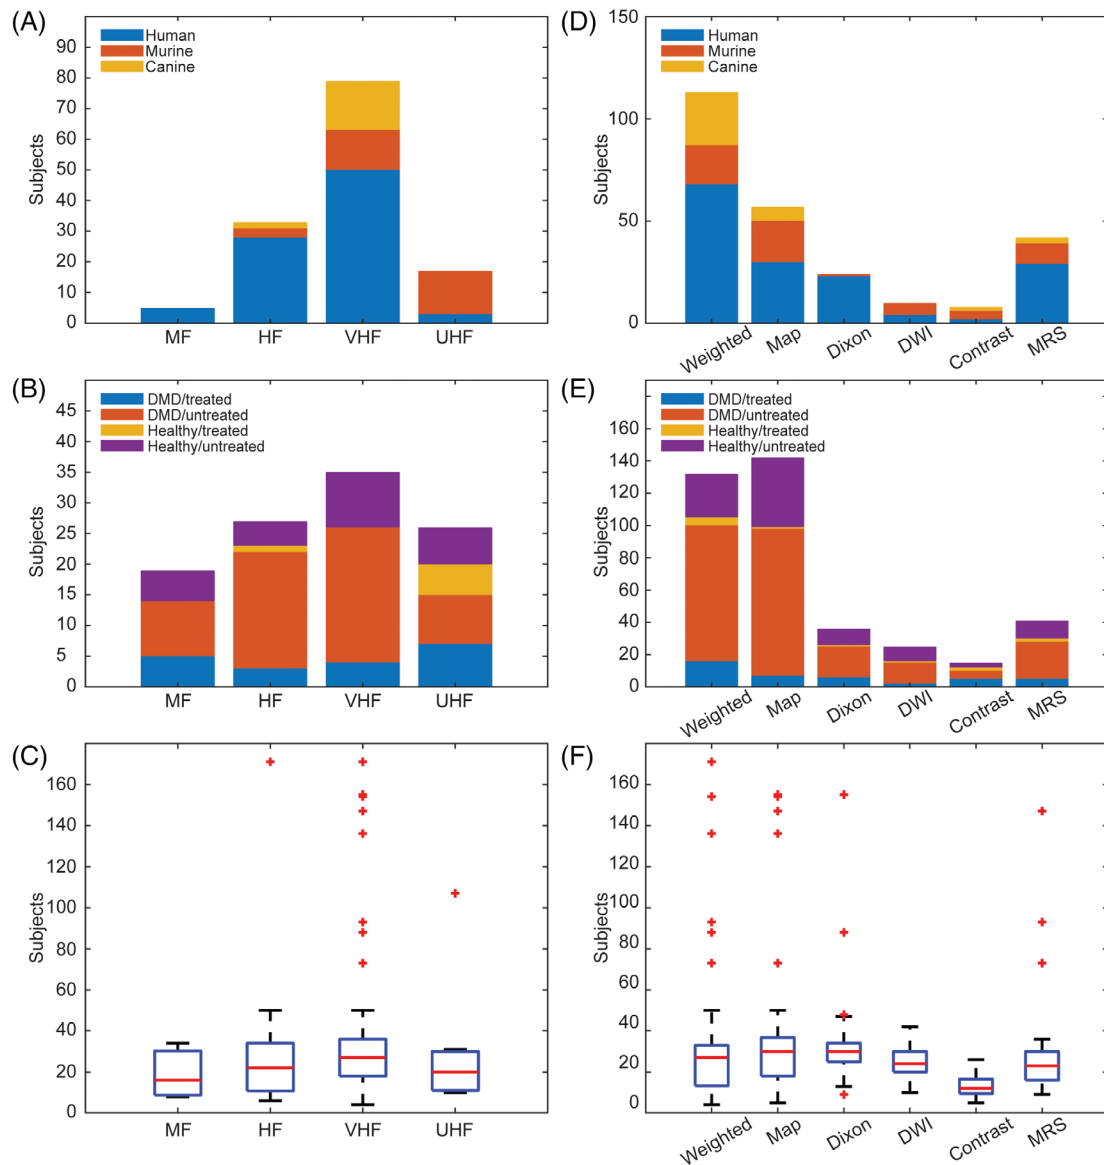 (A)
90
80
70
60
50
40
30
20
10
0
Subjects
Human
Murine
Canine
MF HF VHF UHF
(D)
150
100
50
0
Subjects
Human
Murine
Canine
Weighted Map Dixon DWI Contrast MRS
(B)
45
40
35
30
25
20
15
10
5
0
Subjects
DMD/treated
DMD/untreated
Healthy/treated
Healthy/untreated
MF HF VHF UHF
(E)
180
160
140
120
100
80
60
40
20
0
Subjects
DMD/treated
DMD/untreated
Healthy/treated
Healthy/untreated
Weighted Map Dixon DWI Contrast MRS
(C)
160
140
120
100
80
60
40
20
0
Subjects
MF HF VHF UHF
(F)
160
140
120
100
80
60
40
20
0
Subjects
Weighted Map Dixon DWI Contrast MRS